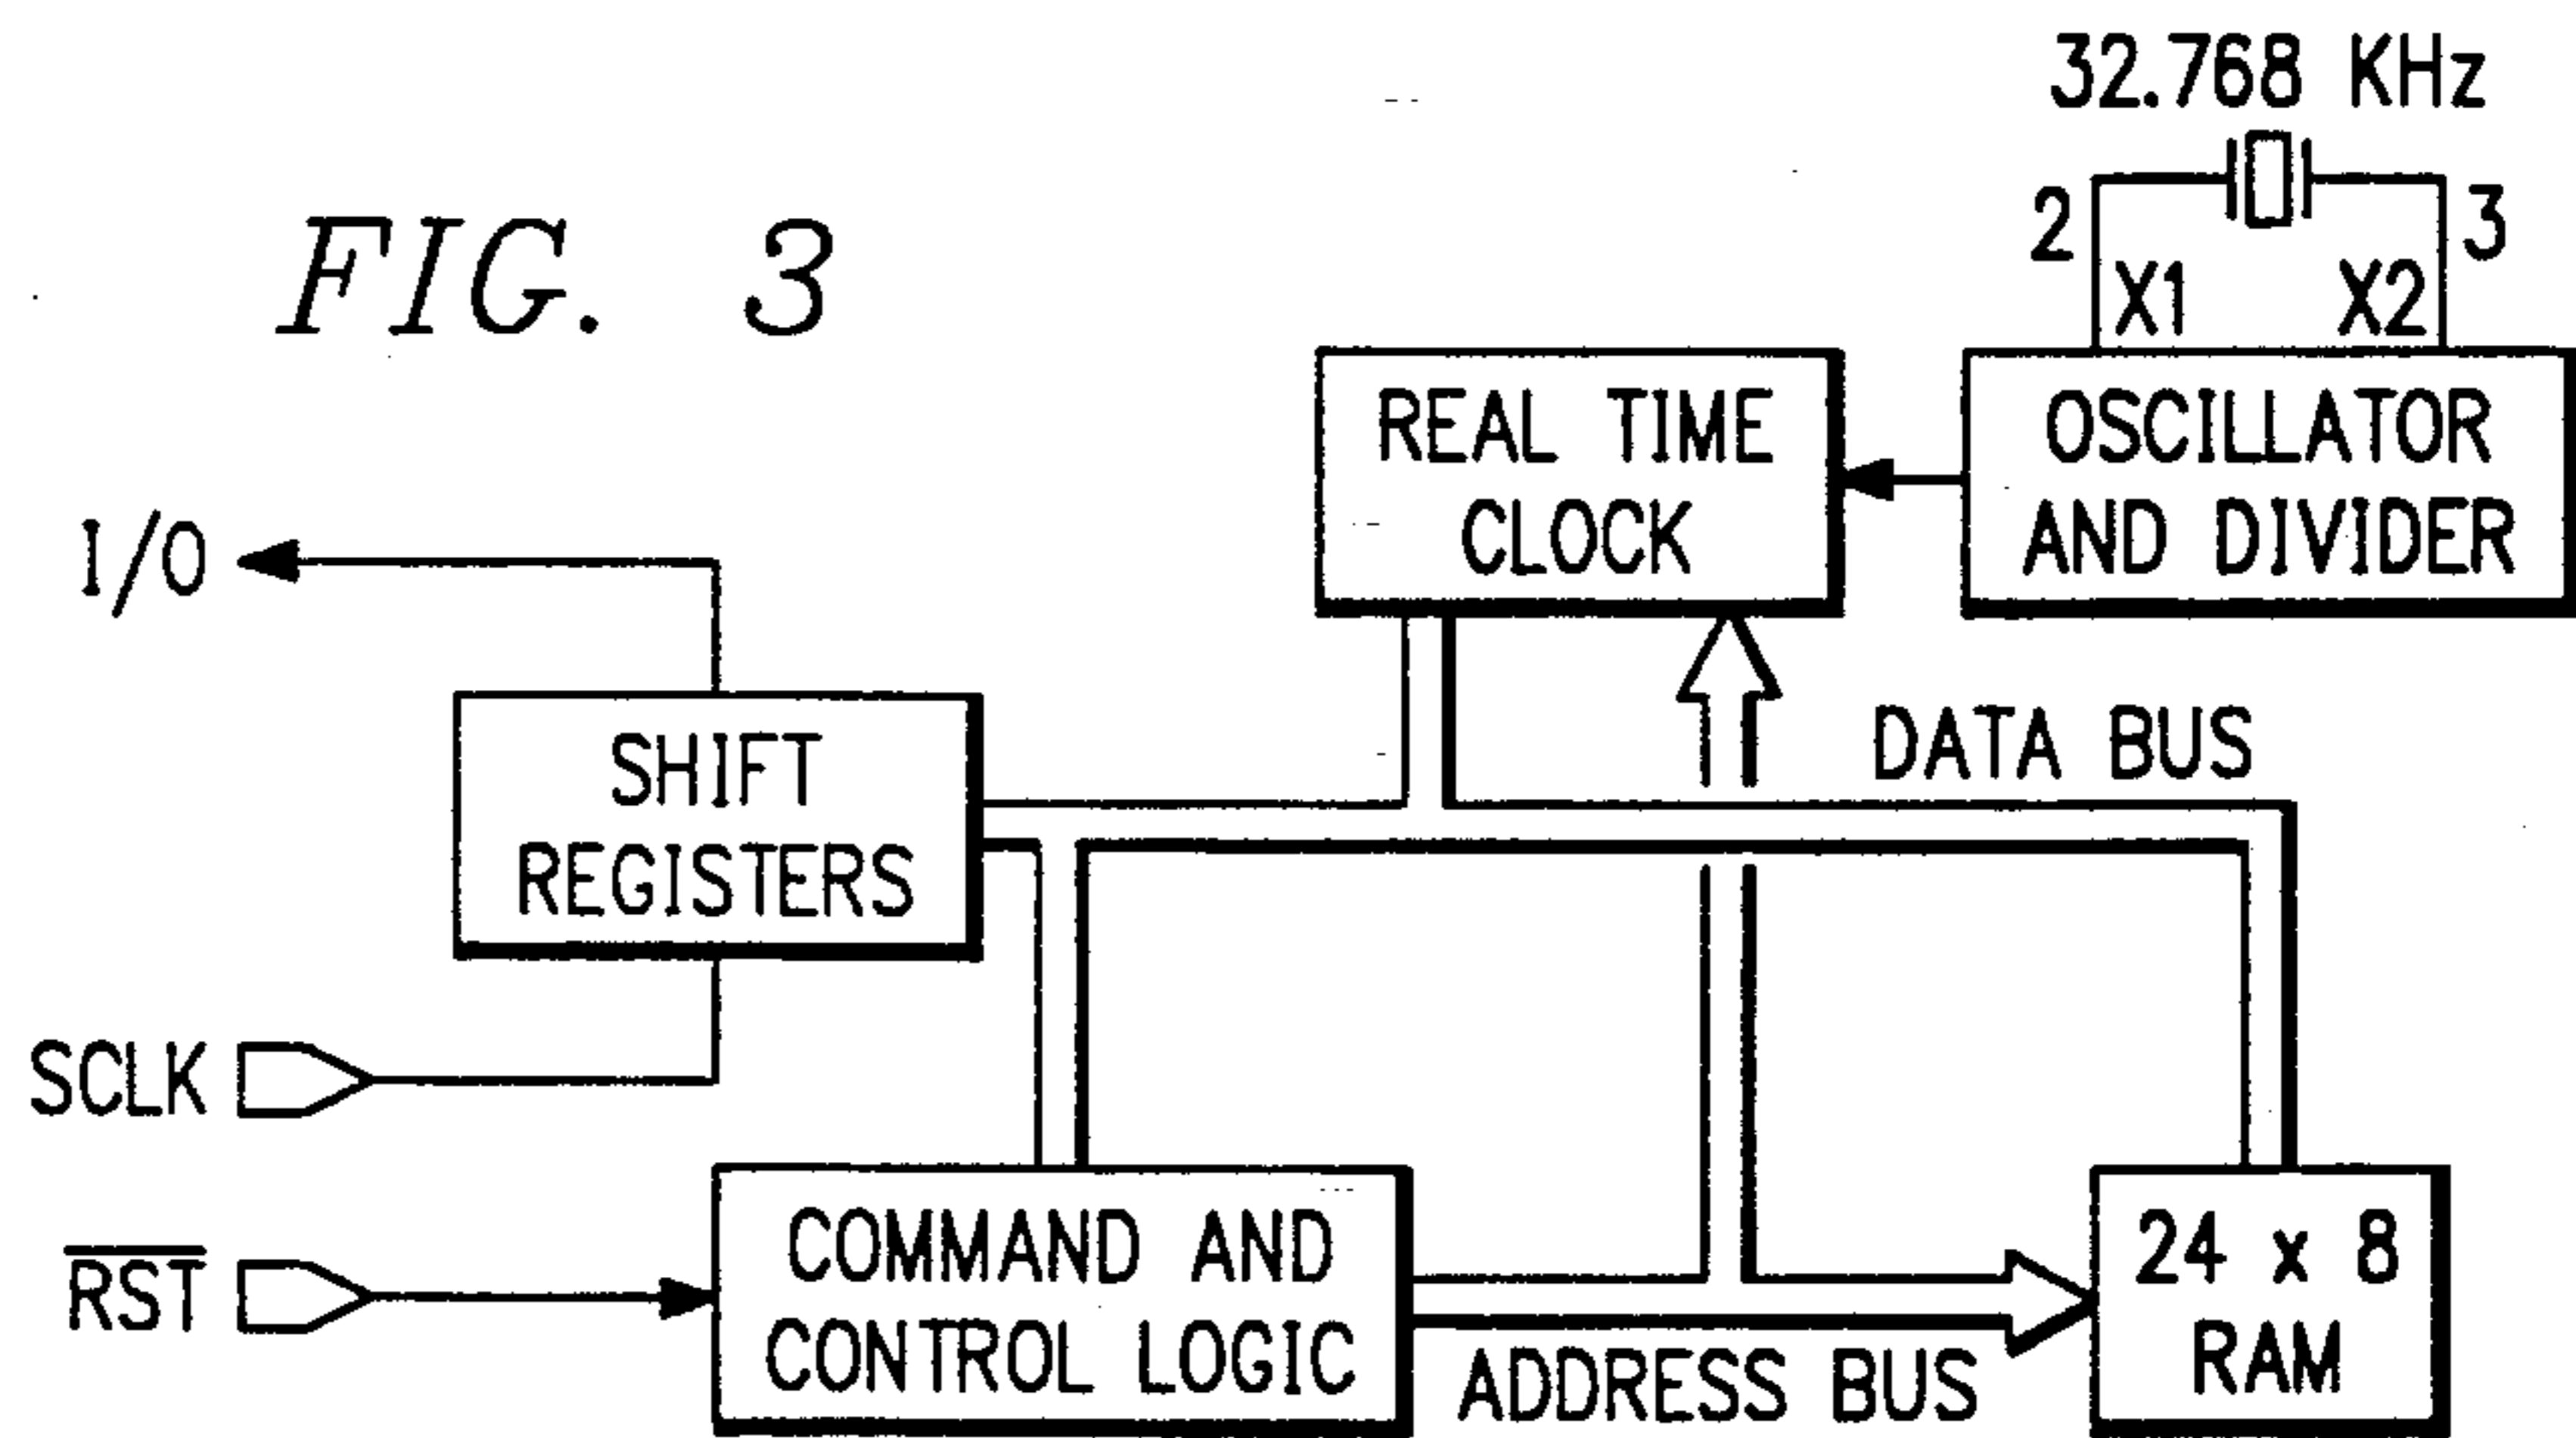 32.768 KHz
FIG. 3
2
3
X1 X2
REAL TIME
CLOCK
OSCILLATOR
AND DIVIDER
I/O
SHIFT
REGISTERS
DATA BUS
SCLK
RST
COMMAND AND
CONTROL LOGIC
24 x 8
RAM
ADDRESS BUS